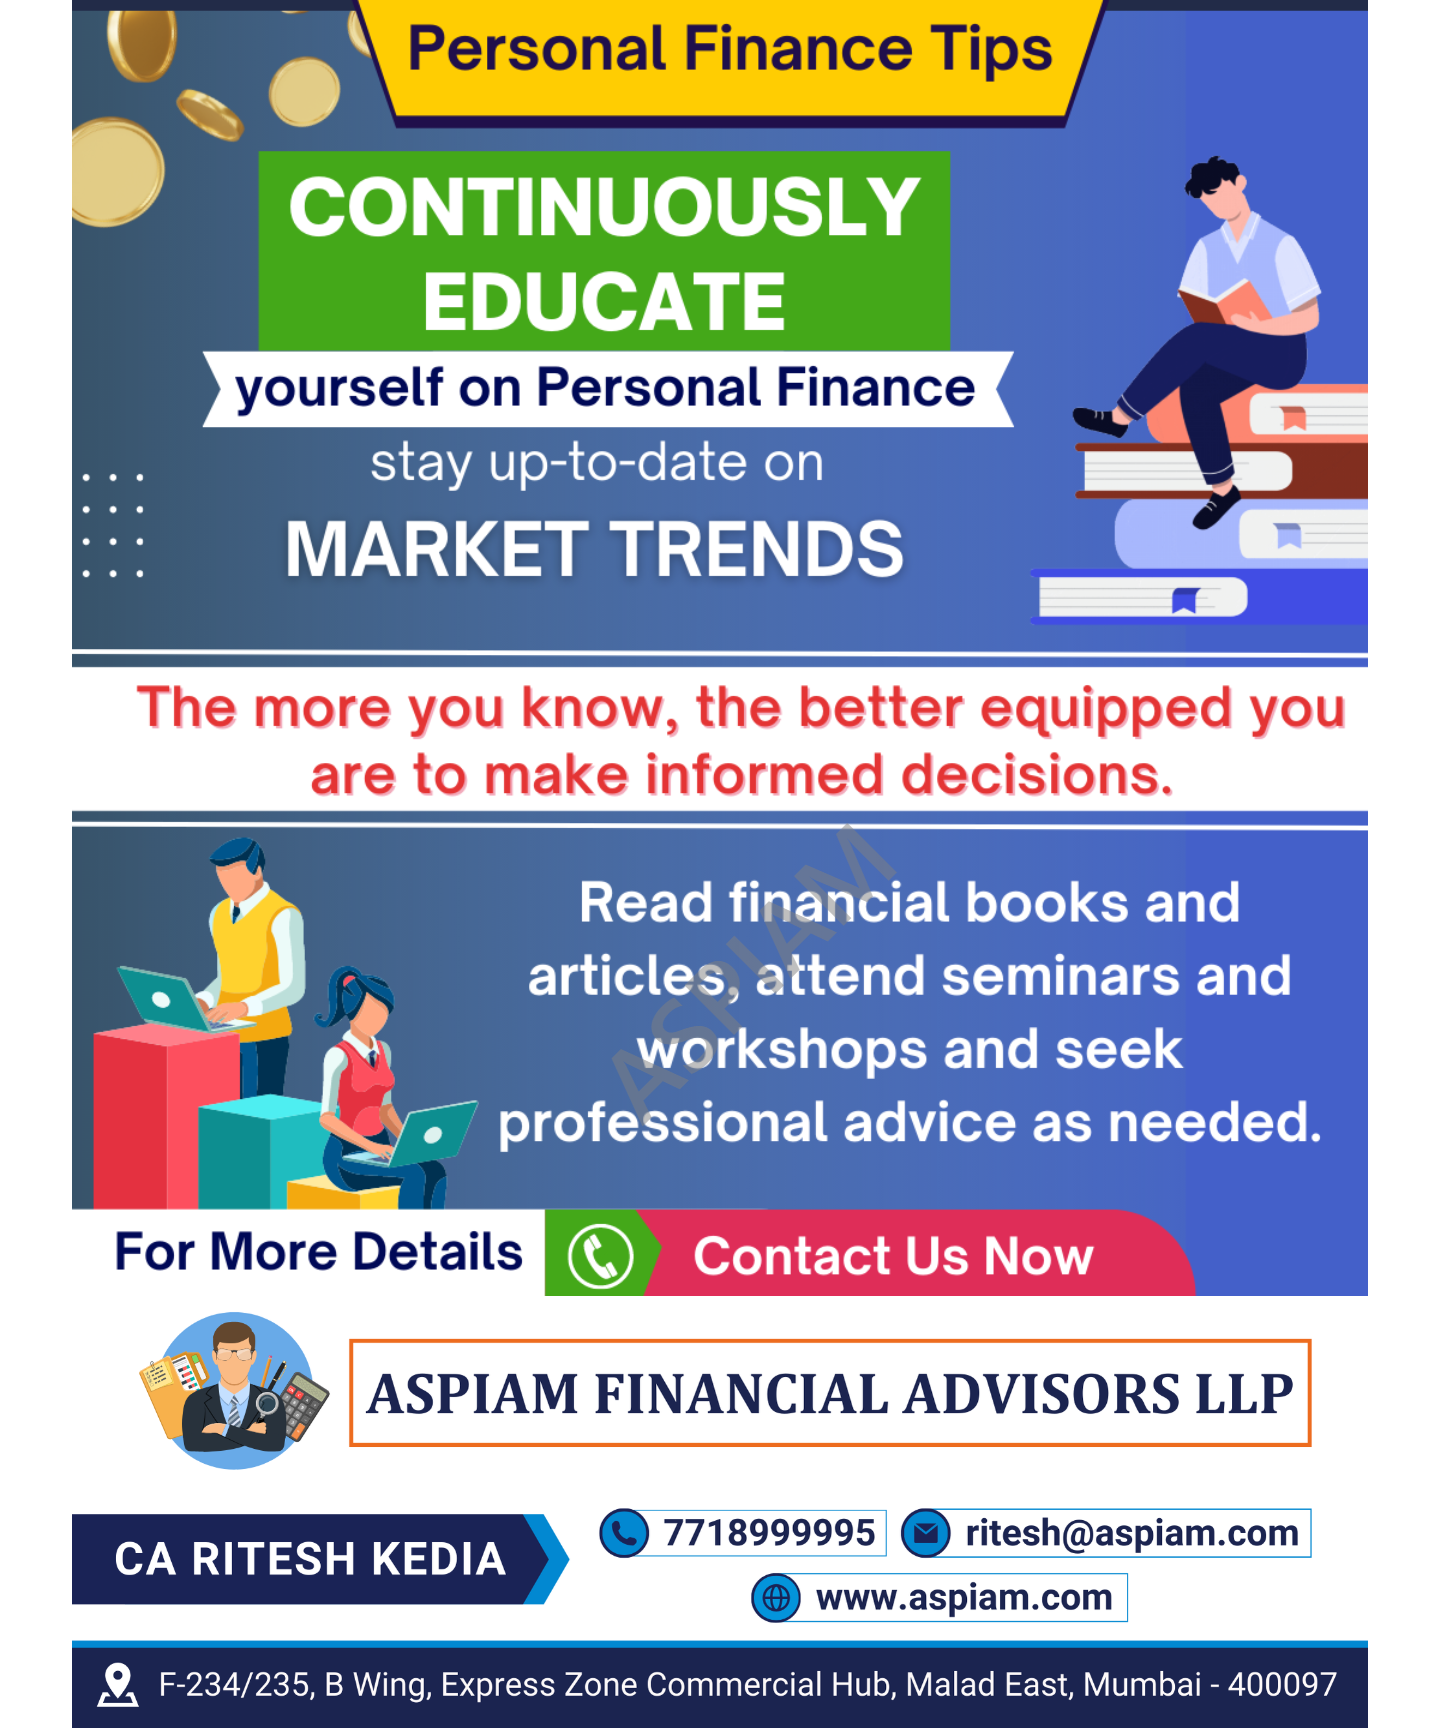 Personal Finance Tips
CONTINUOUSLY
EDUCATE
yourself on Personal Finance
stay up-to-date on
MARKET TRENDS
The more you know, the better equipped you
are to make informed decisions.
Read financial books and
articles, attend seminars and
workshops and seek
professional advice as needed.
ASPIAM
For More Details
Contact Us Now
ASPIAM FINANCIAL ADVISORS LLP
CA RITESH KEDIA
7718999995
ritesh@aspiam.com
www.aspiam.com
F-234/235, B Wing, Express Zone Commercial Hub, Malad East, Mumbai - 400097